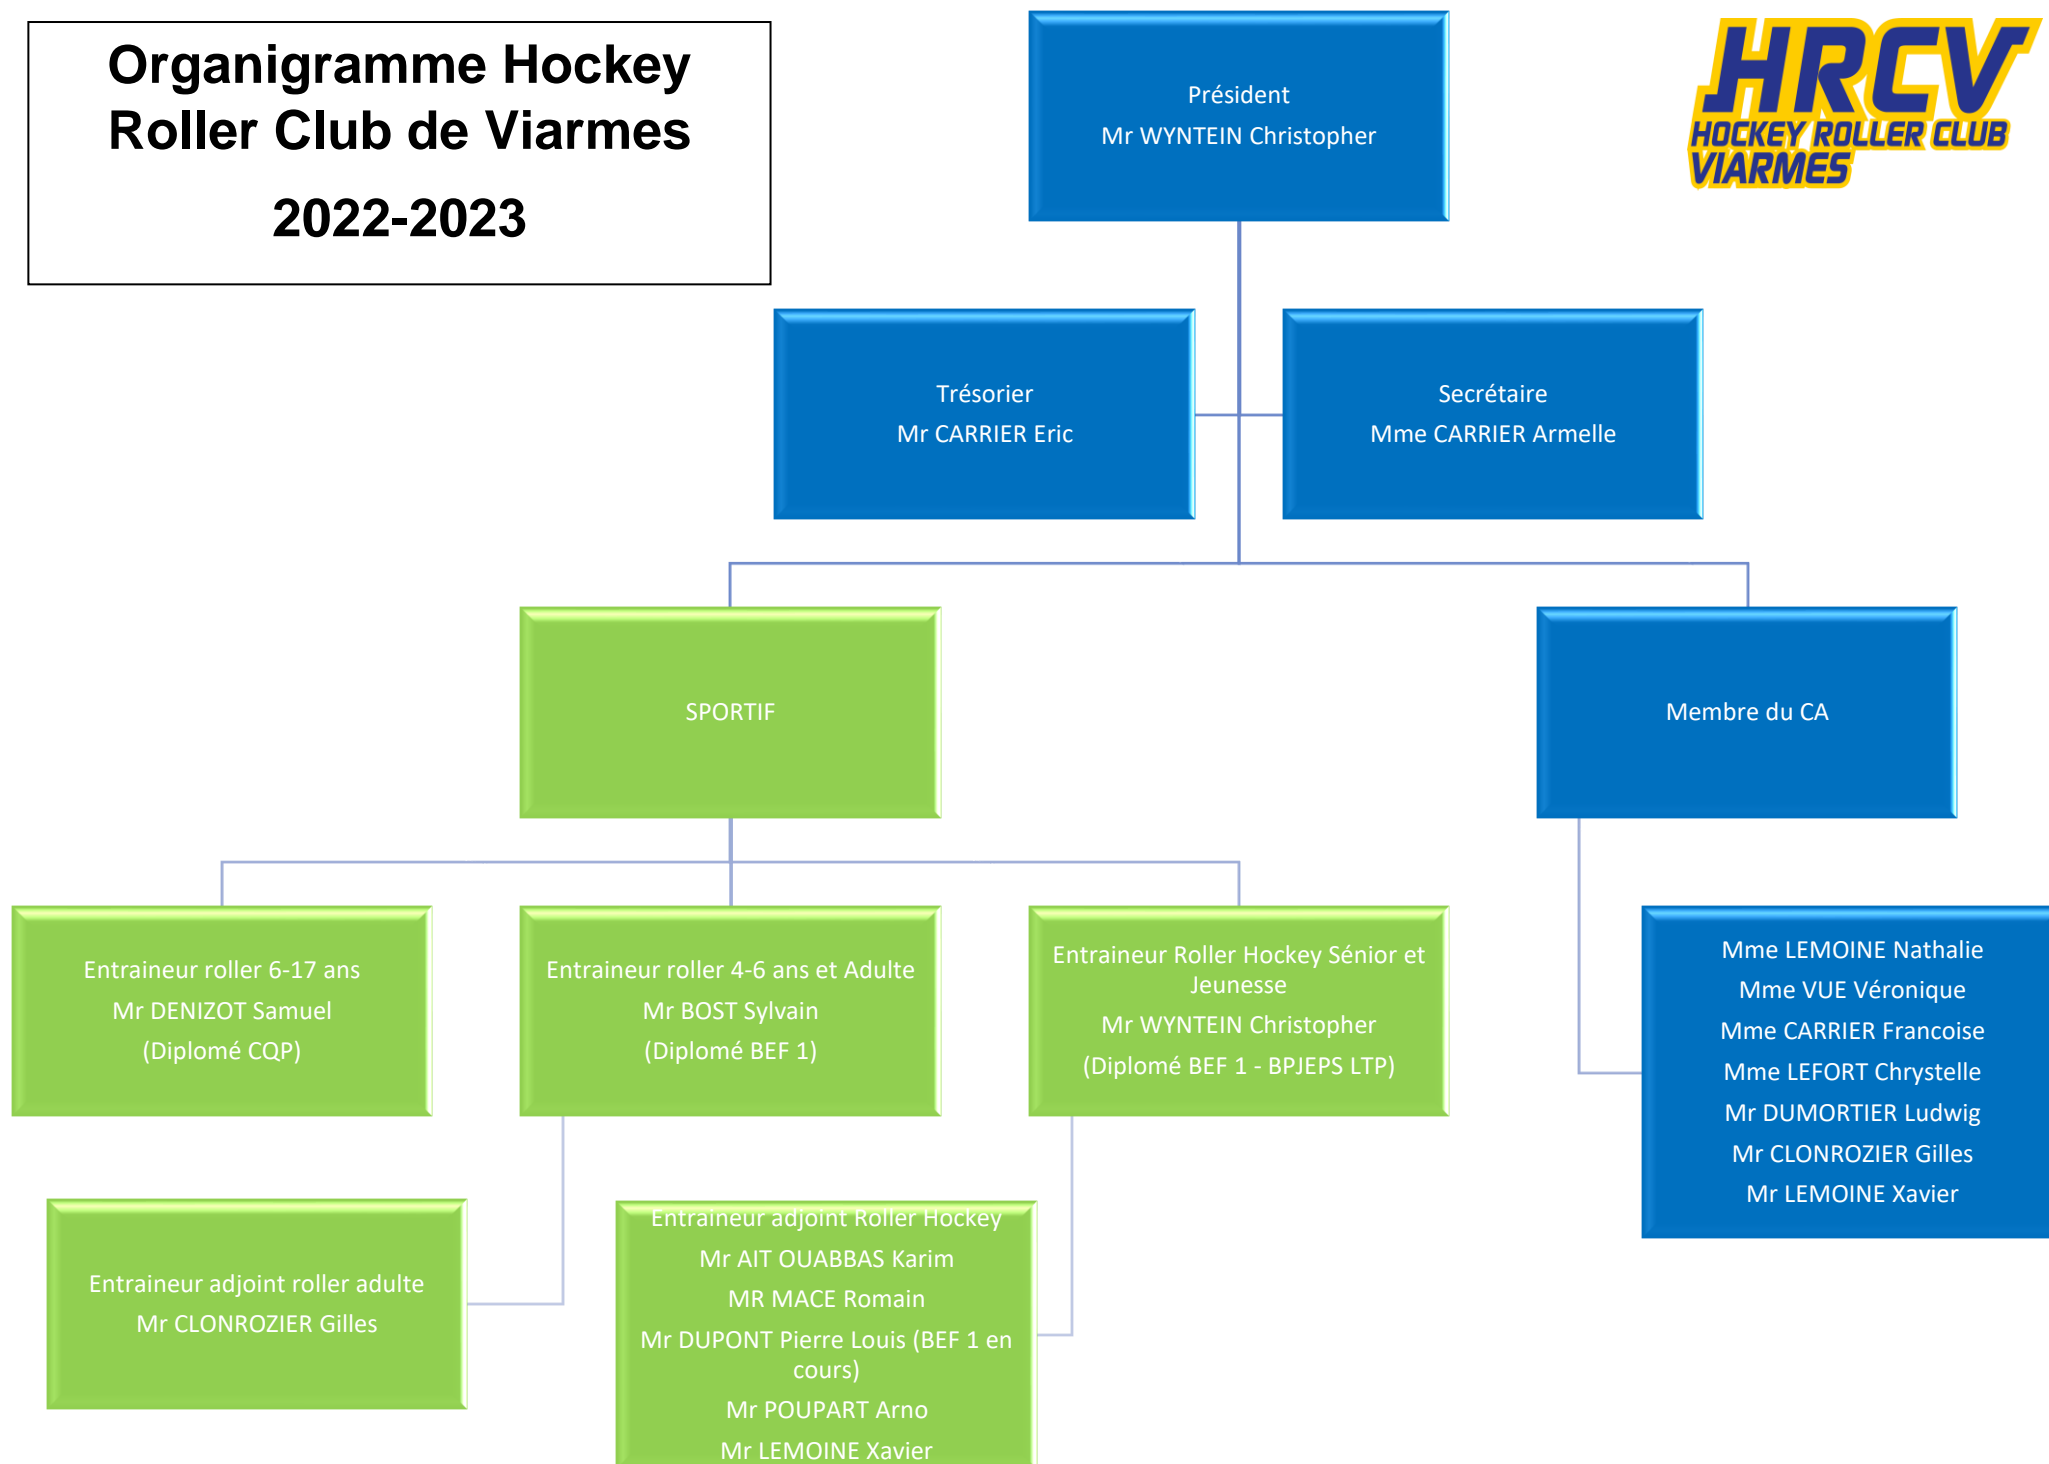 Organigramme Hockey
Roller Club de Viarmes
2022-2023
HRCV
HOCKEY ROLLER CLUB
VIARMES
Président
Mr WYNTEIN Christopher
Trésorier
Mr CARRIER Eric
Secrétaire
Mme CARRIER Armelle
SPORTIF
Membre du CA
Entraineur roller 6-17 ans
Mr DENIZOT Samuel
(Diplomé CQP)
Entraineur roller 4-6 ans et Adulte
Mr BOST Sylvain
(Diplomé BEF 1)
Entraineur Roller Hockey Sénior et
Jeunesse
Mr WYNTEIN Christopher
(Diplomé BEF 1 - BPJEPS LTP)
Mme LEMOINE Nathalie
Mme VUE Véronique
Mme CARRIER Francoise
Mme LEFORT Chrystelle
Mr DUMORTIER Ludwig
Mr CLONROZIER Gilles
Mr LEMOINE Xavier
Entraineur adjoint roller adulte
Mr CLONROZIER Gilles
Entraineur adjoint Roller Hockey
Mr AIT OUABBAS Karim
MR MACE Romain
Mr DUPONT Pierre Louis (BEF 1 en
cours)
Mr POUPART Arno
Mr LEMOINE Xavier